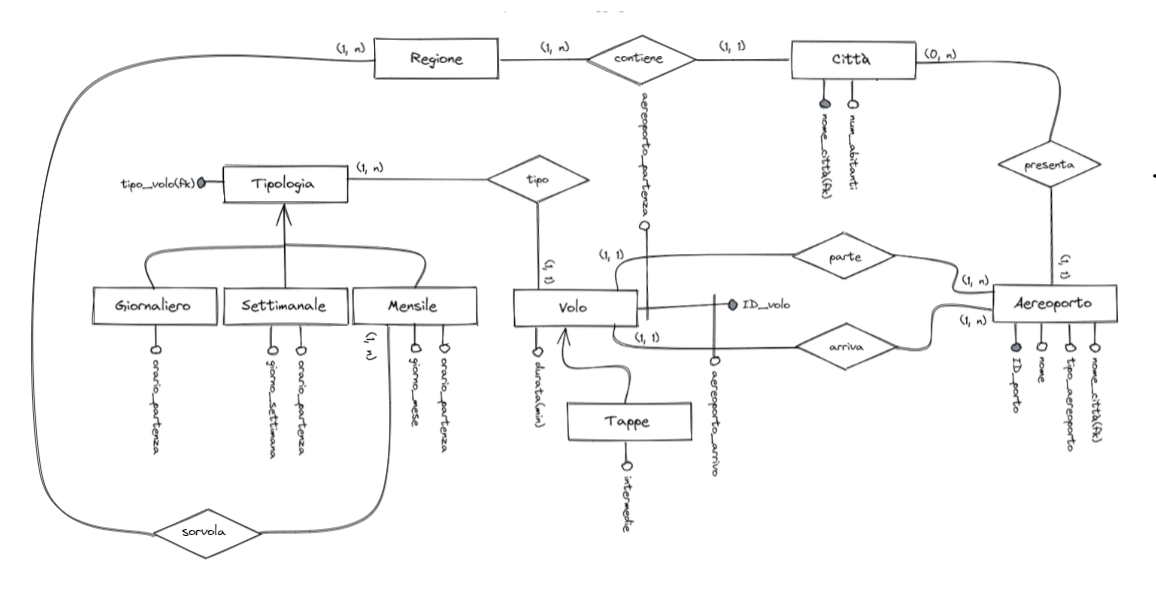 (1, n)
Regione
(1, n)
contiene
(1, 1)
Città
(0, n)
aereoporto_partenza
nome_città(fk)
num_abitanti
presenta
(1, 1)
tipo_volo(fk)
Tipologia
(1, n)
tipo
(1, 1)
Giornaliero
Settimanale
Mensile
(1, n)
orario_partenza
giorno_settimana
orario_partenza
giorno_mese
orario_partenza
Volo
(1, 1)
parte
(1, n)
ID_volo
(1, 1)
arriva
(1, n)
Aereoporto
durata(min)
aereoporto_arrivo
ID_porto
nome
tipo_aereoporto
nome_città(fk)
Tappe
intermedie
sorvola